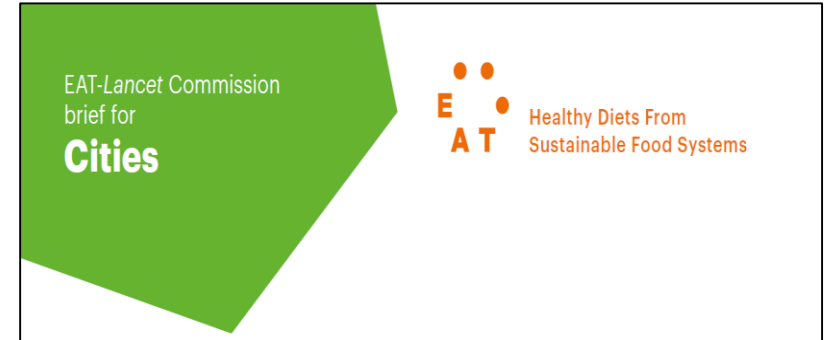 EAT-Lancet Commission
brief for
Cities
E
A T
Healthy Diets From
Sustainable Food Systems